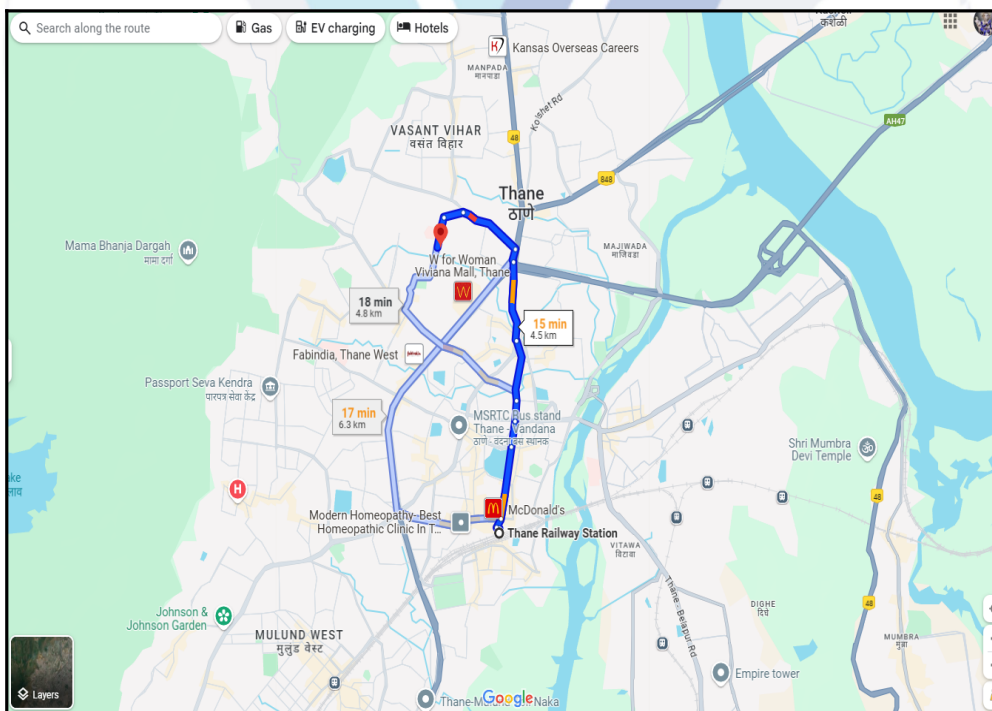 Search along the route
Gas
EV charging
Hotels
कशेळी
Kansas Overseas Careers
MANPADA
मानपाडा
Kolshet Rd
AH47
48
VASANT VIHAR
वसंत विहार
848
Thane
ठाणे
Mama Bhanja Dargah
मामा दर्गा
MAJIWADA
माजिवडा
W for Woman
Viviana Mall, Thane
18 min
4.8 km
15 min
4.5 km
Fabindia, Thane West
Passport Seva Kendra
पारपत्र सेवा केंद्र
17 min
6.3 km
MSRTC Bus stand
Thane - Vandana
ठाणे - वंदना बस स्थानक
Shri Mumbra
Devi Temple
48
H
McDonald's
Modern Homeopathy-Best
Homeopathic Clinic In T...
Thane Railway Station
VITAWA
विटावा
Thane - Belapur Rd
DIGHE
दिघे
48
Johnson &
Johnson Garden
MULUND WEST
मुलुंड वेस्ट
MUMBRA
मुंब्रा
Empire tower
Layers
Google
Naka